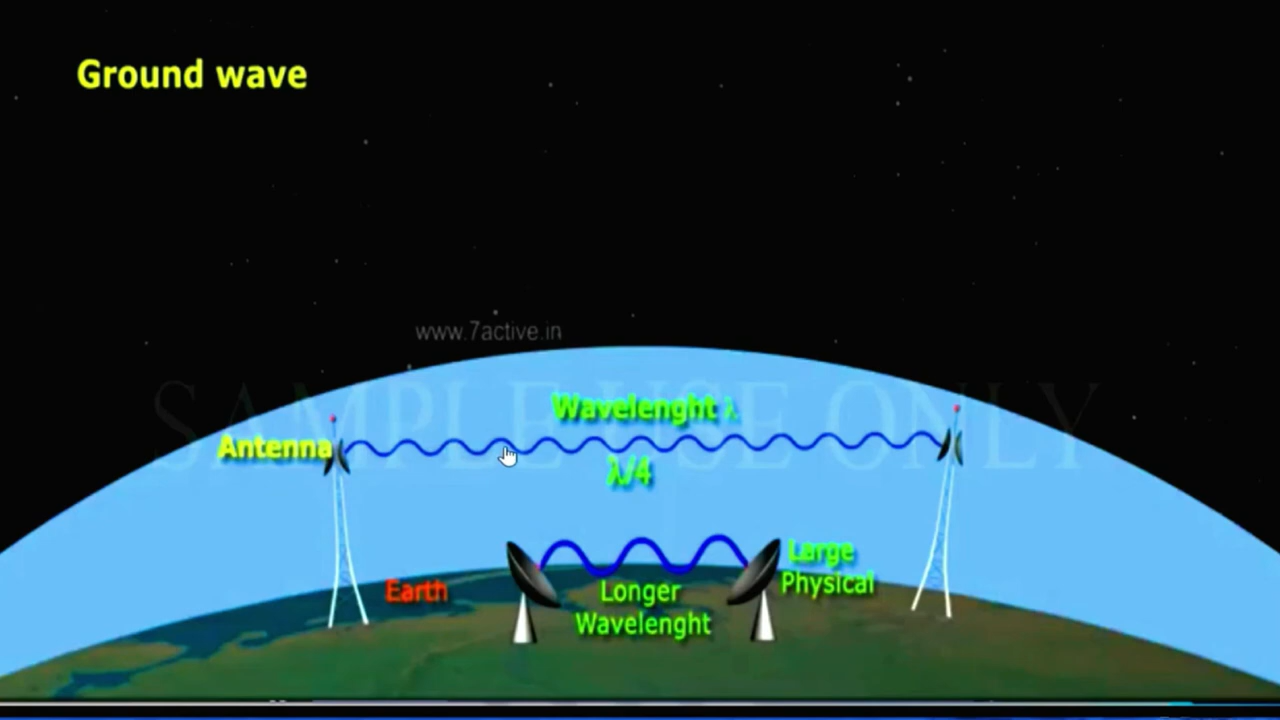 Ground wave
www.7active.in
SAMPLE USE ONLY
Wavelenght λ
Antenna
λ/4
Large
Physical
Earth
Longer
Wavelenght